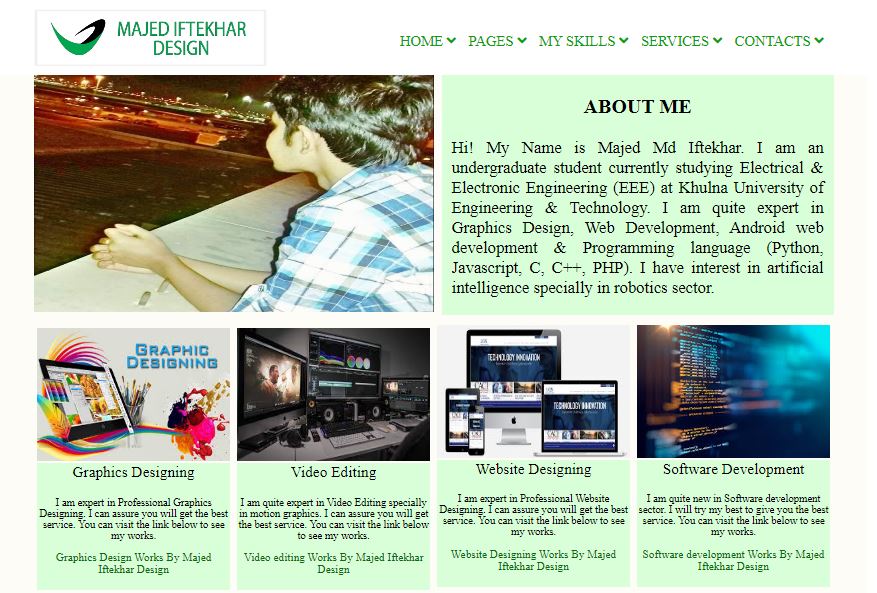 MAJED IFTEKHAR
DESIGN
HOME PAGES MY SKILLS SERVICES CONTACTS
ABOUT ME
Hi! My Name is Majed Md Iftekhar. I am an
undergraduate student currently studying Electrical &
Electronic Engineering (EEE) at Khulna University of
Engineering & Technology. I am quite expert in
Graphics Design, Web Development, Android web
development & Programming language (Python,
Javascript, C, C++, PHP). I have interest in artificial
intelligence specially in robotics sector.
GRAPHIC
DESIGNING
TECHNOLOGY INNOVATION
TECHNOLOGY INNOVATION
Graphics Designing
I am expert in Professional Graphics
Designing. I can assure you will get the best
service. You can visit the link below to see
my works.
Graphics Design Works By Majed
Iftekhar Design
Video Editing
I am quite expert in Video Editing specially
in motion graphics. I can assure you will get
the best service. You can visit the link below
to see my works.
Video editing Works By Majed Iftekhar
Design
Website Designing
I am expert in Professional Website
Designing. I can assure you will get the best
service. You can visit the link below to see
my works.
Website Designing Works By Majed
Iftekhar Design
Software Development
I am quite new in Software development
sector. I will try my best to give you the best
service. You can visit the link below to see
my works.
Software development Works By Majed
Iftekhar Design